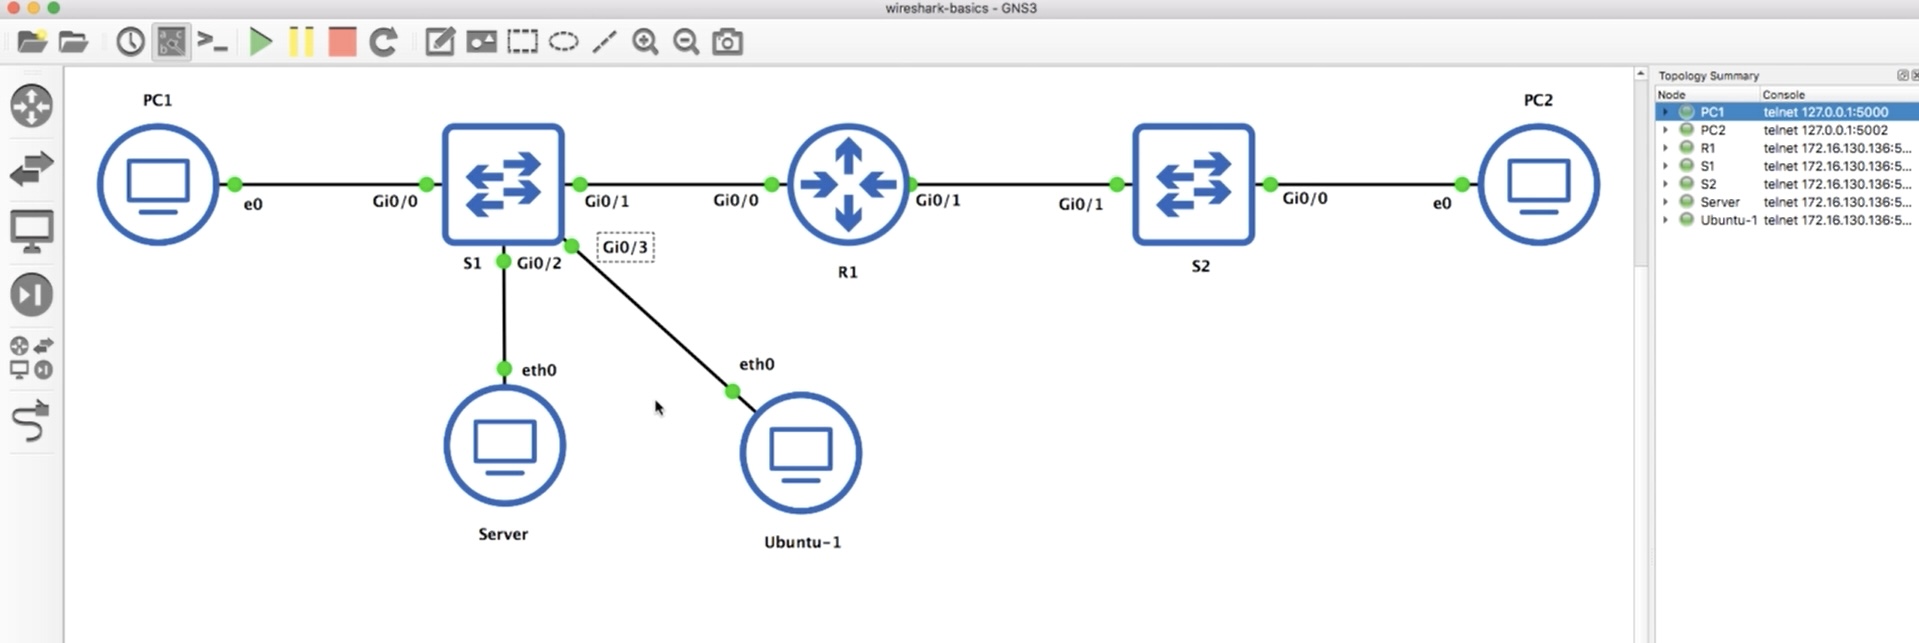 wireshark-basics - GNS3
Topology Summary
Node Console
PC1 telnet 127.0.0.1:5000
PC2 telnet 127.0.0.1:5002
R1 telnet 172.16.130.136:5...
S1 telnet 172.16.130.136:5...
S2 telnet 172.16.130.136:5...
Server telnet 172.16.130.136:5...
Ubuntu-1 telnet 172.16.130.136:5...
PC1
PC2
e0
Gi0/0
Gi0/1
Gi0/0
Gi0/1
Gi0/1
Gi0/0
e0
S1
Gi0/2
Gi0/3
R1
S2
eth0
eth0
Server
Ubuntu-1